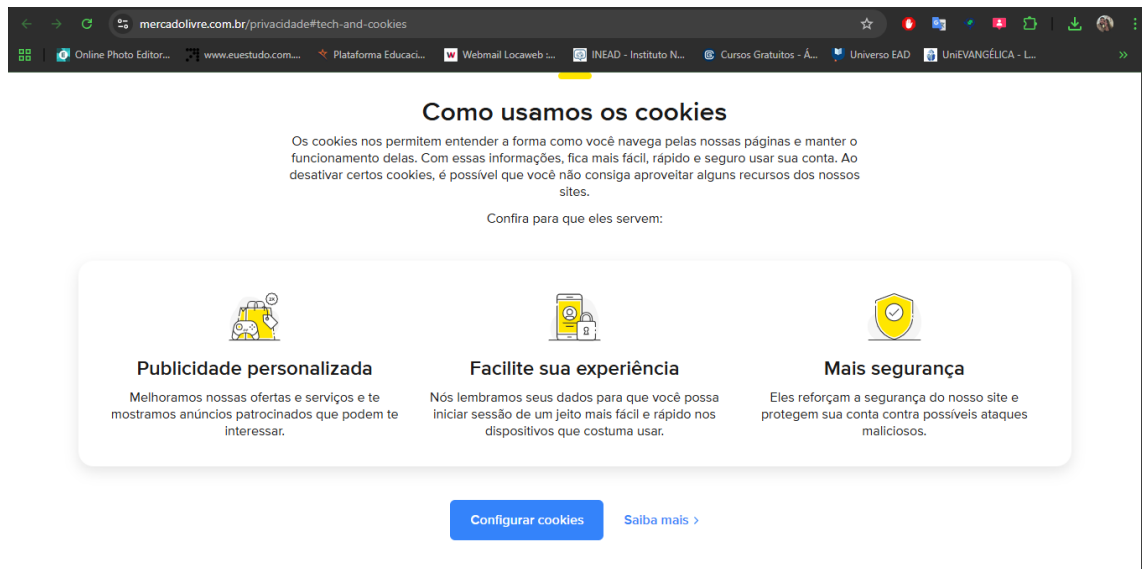 mercadolivre.com.br/privacidade#tech-and-cookies
Online Photo Editor... www.euestudo.com.... Plataforma Educaci... Webmail Locaweb :... INEAD - Instituto N... Cursos Gratuitos - Á... Universo EAD UniEVANGÉLICA - L... »
Como usamos os cookies
Os cookies nos permitem entender a forma como você navega pelas nossas páginas e manter o
funcionamento delas. Com essas informações, fica mais fácil, rápido e seguro usar sua conta. Ao
desativar certos cookies, é possível que você não consiga aproveitar alguns recursos dos nossos
sites.
Confira para que eles servem:
2X
Publicidade personalizada
Melhoramos nossas ofertas e serviços e te
mostramos anúncios patrocinados que podem te
interessar.
Facilite sua experiência
Nós lembramos seus dados para que você possa
iniciar sessão de um jeito mais fácil e rápido nos
dispositivos que costuma usar.
Mais segurança
Eles reforçam a segurança do nosso site e
protegem sua conta contra possíveis ataques
maliciosos.
Configurar cookies Saiba mais >